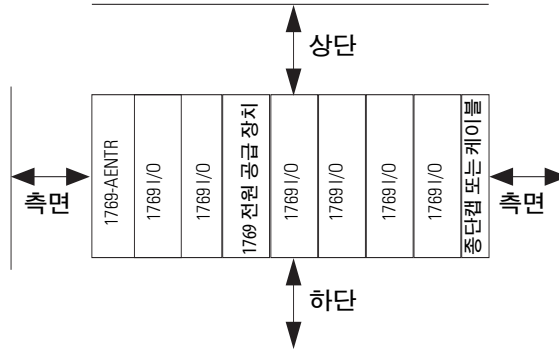 상단
측면
1769-AENTR
1769 I/O
1769 I/O
1769 전원 공급 장치
1769 I/O
1769 I/O
1769 I/O
1769 I/O
종단캡 또는 케이블
측면
하단